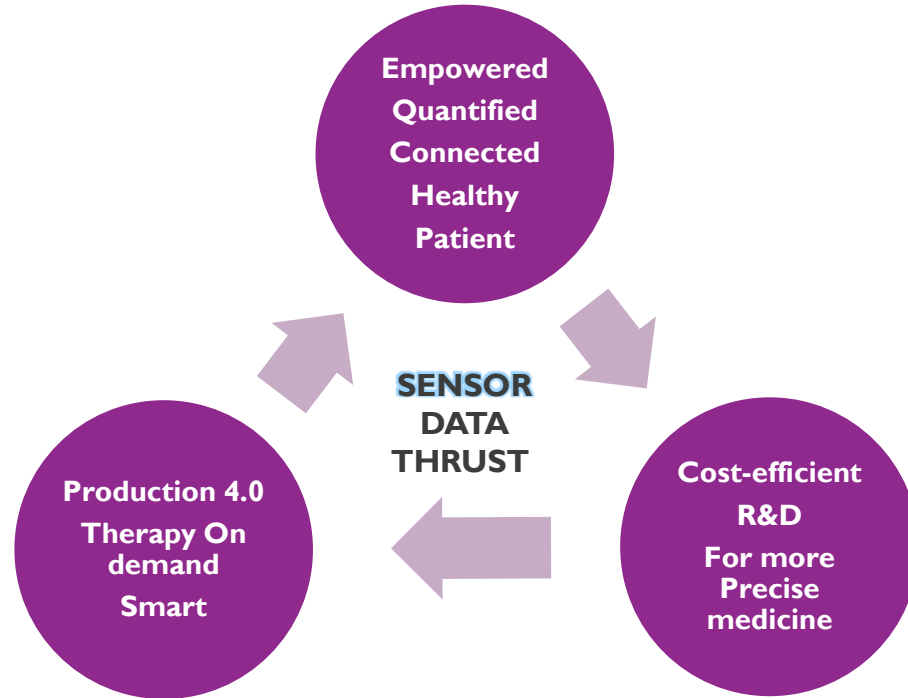 Empowered
Quantified
Connected
Healthy
Patient
SENSOR
DATA
THRUST
Production 4.0
Therapy On
demand
Smart
Cost-efficient
R&D
For more
Precise
medicine